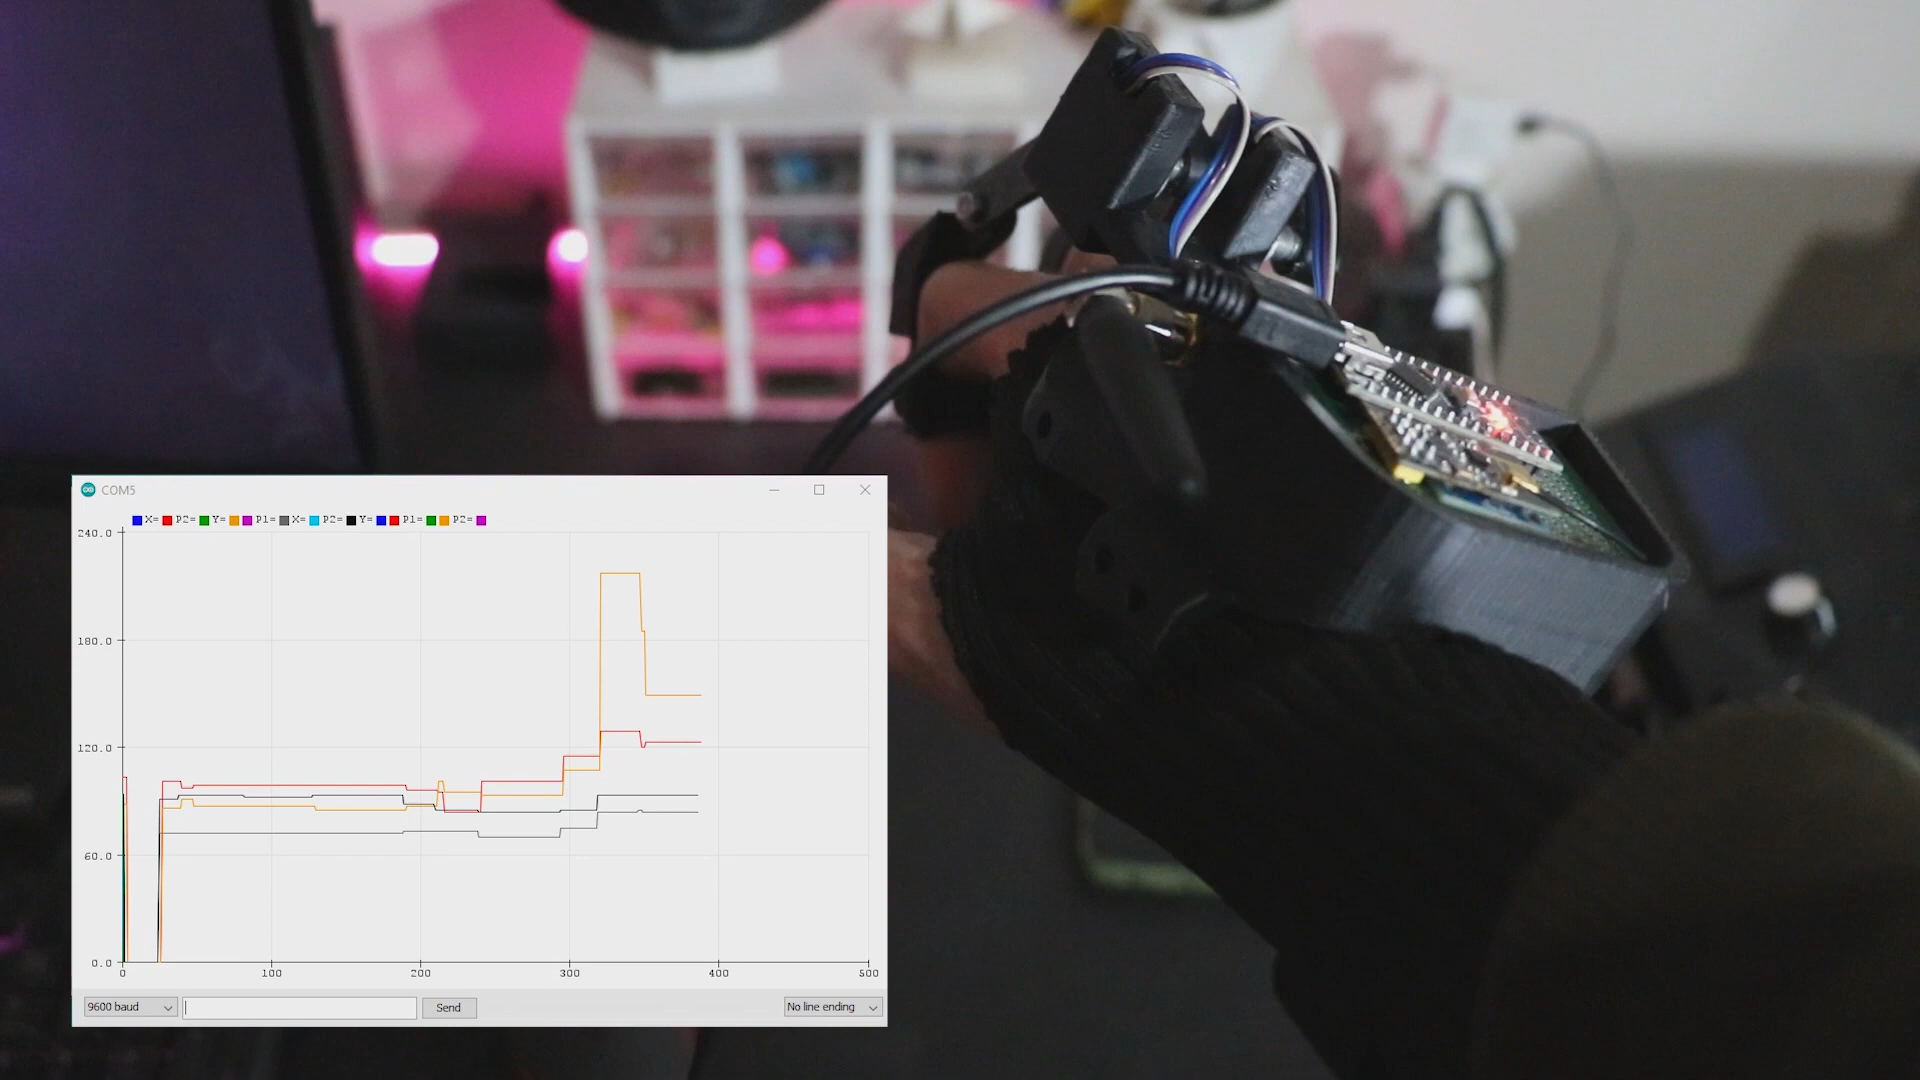 COM5
X= P2= Y= P1= X= P2= Y= P1= P2=
240.0
180.0
120.0
60.0
0.0
0 100 200 300 400 500
9600 baud Send No line ending